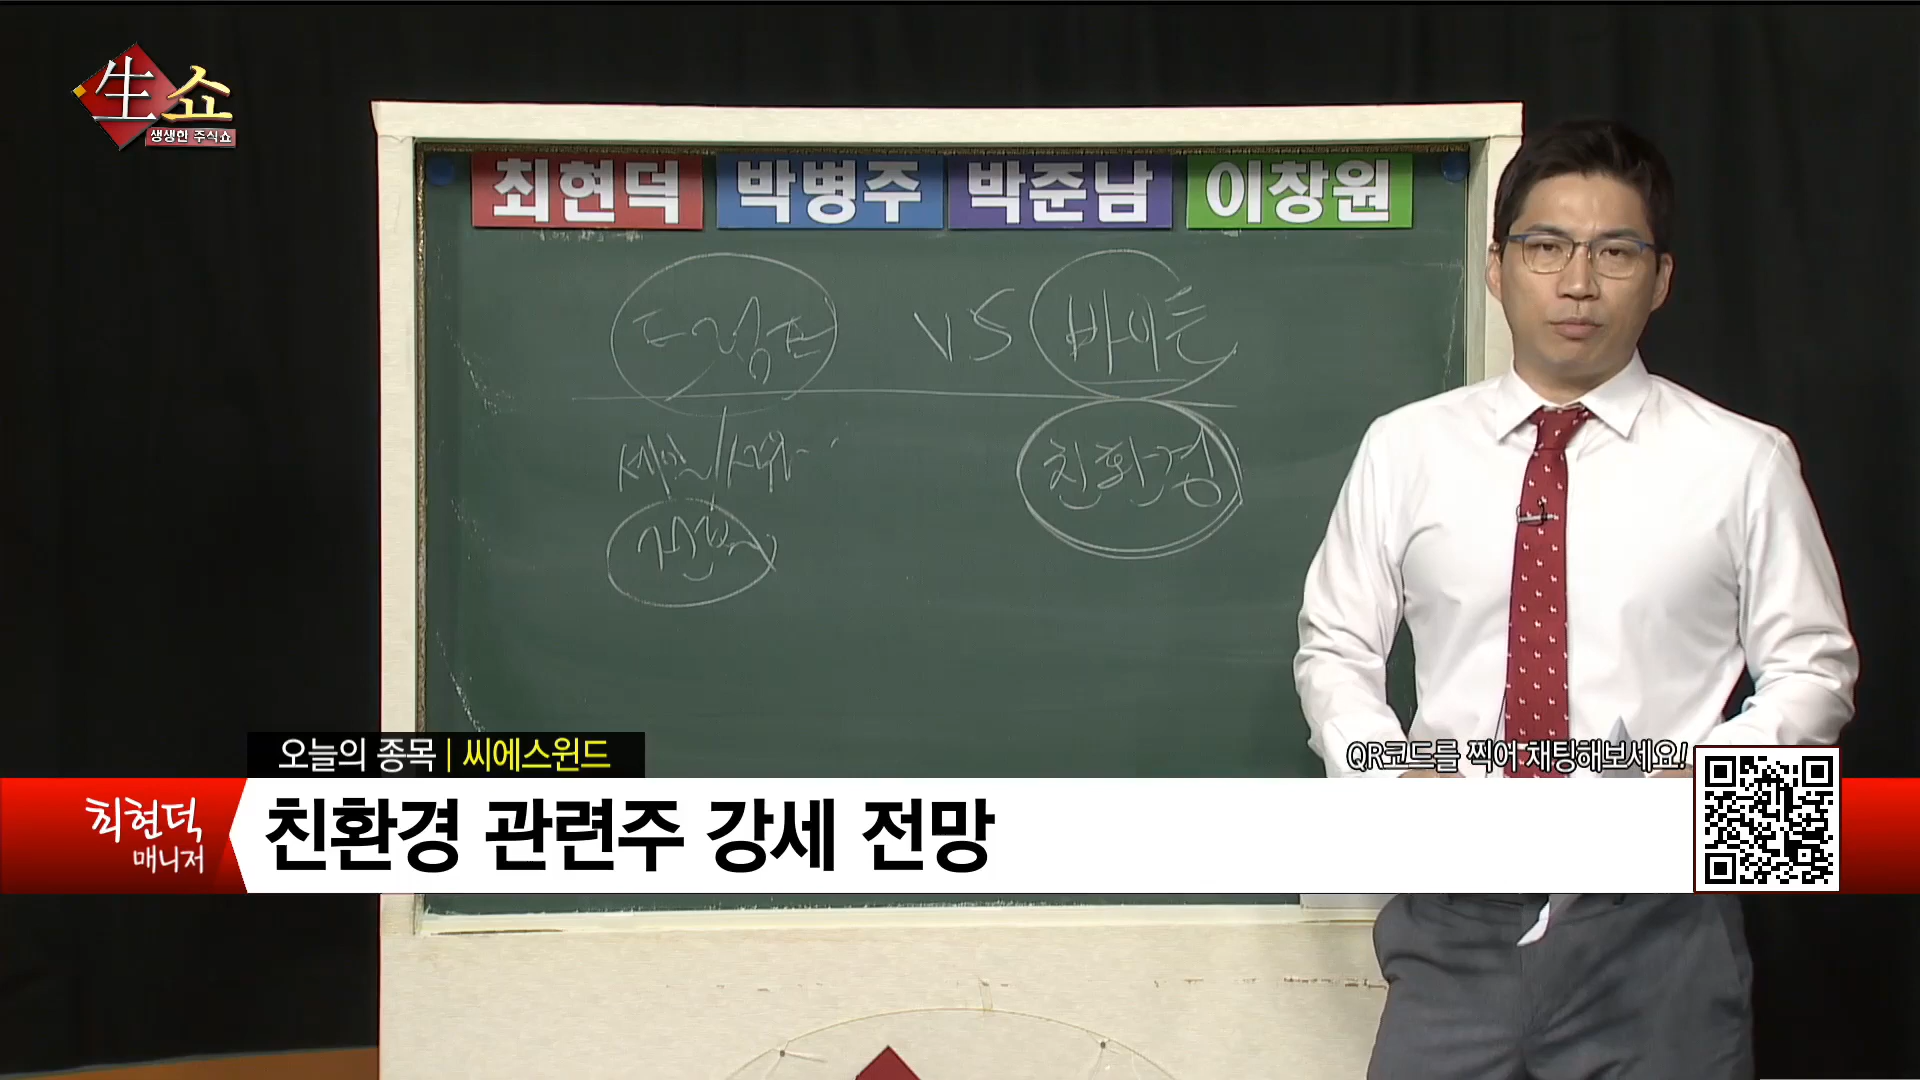 生쇼
생생한 주식쇼
최현덕 박병주 박준남 이창원
VS 바이든
친환경
오늘의 종목 | 씨에스윈드
QR코드를 찍어 채팅해보세요!
최현덕
매니저
친환경 관련주 강세 전망